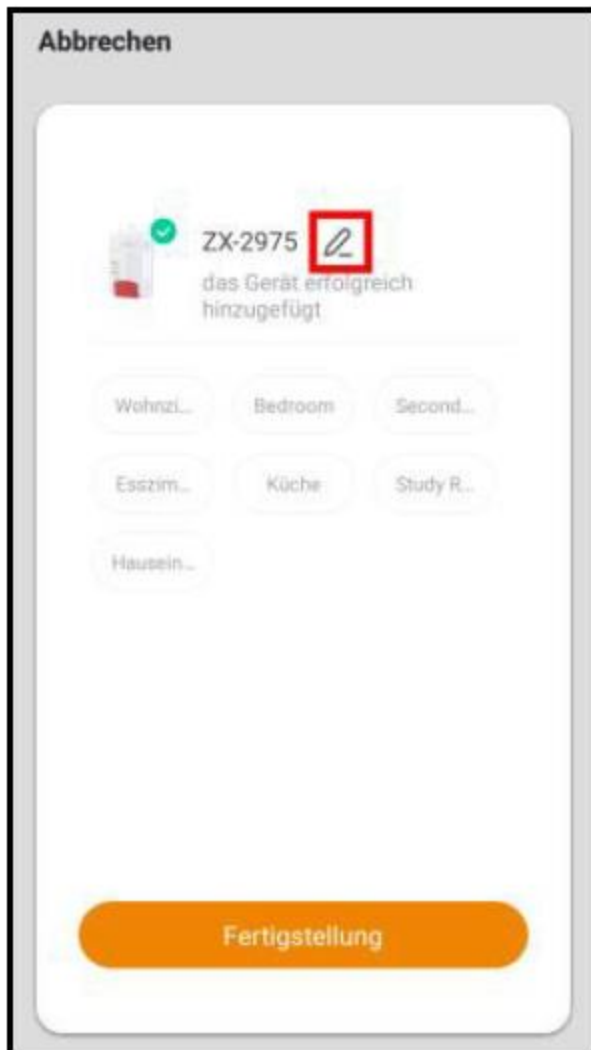 Abbrechen
ZX-2975
das Gerät erfolgreich
hinzugefügt
Wohnzi...
Bedroom
Second...
Esszim...
Küche
Study R...
Hausein...
Fertigstellung